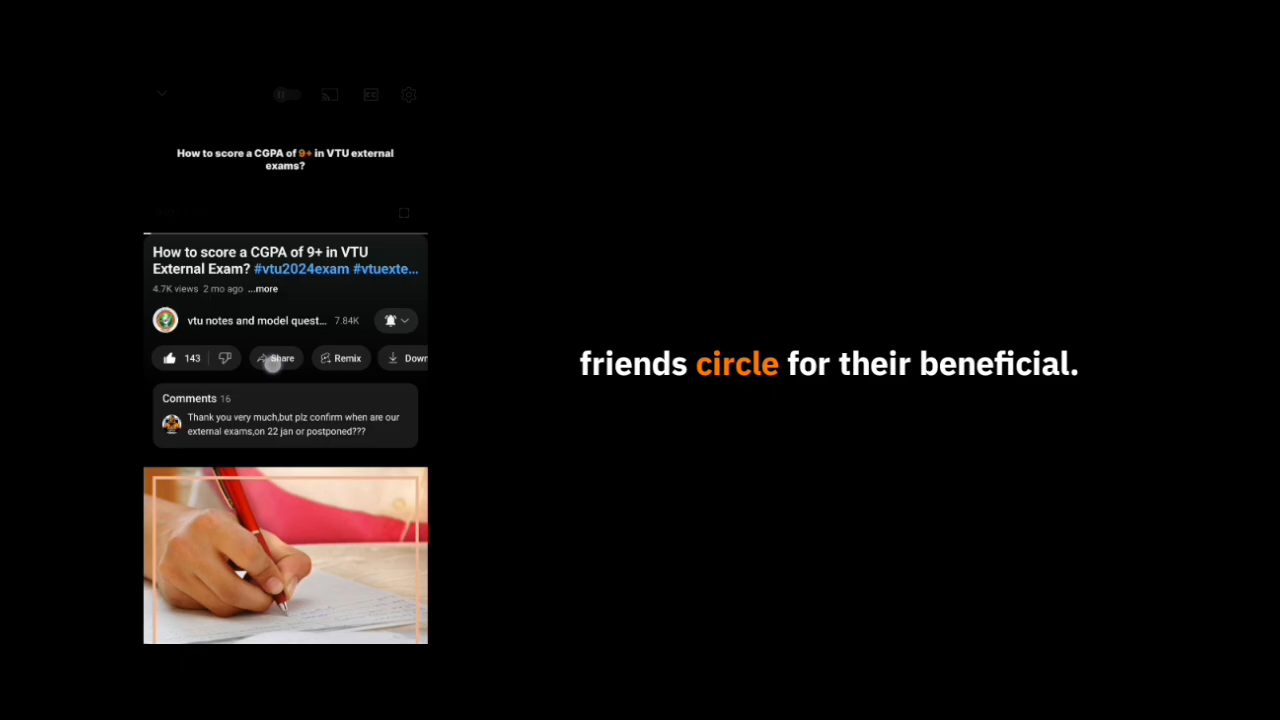 How to score a CGPA of 9+ in VTU external
exams?
How to score a CGPA of 9+ in VTU
External Exam? #vtu2024exam #vtuexte...
4.7K views 2 mo ago ...more
vtu notes and model quest... 7.84K
143 Share Remix Down
Comments 16
Thank you very much,but plz confirm when are our
external exams,on 22 jan or postponed???
friends circle for their beneficial.